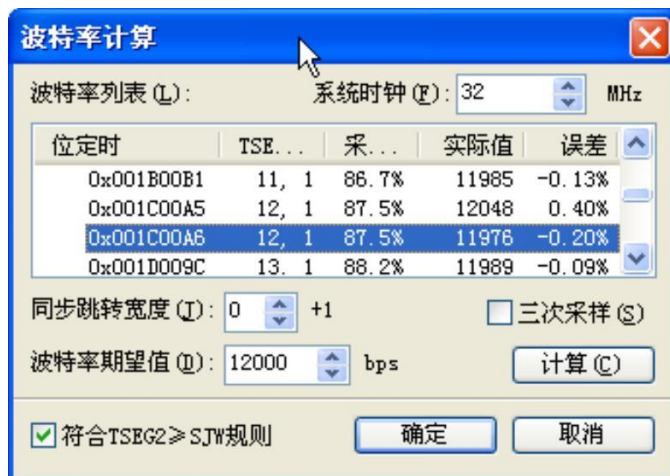 波特率计算
波特率列表(L): 系统时钟(F): 32 MHz
位定时 TSE... 采... 实际值 误差
0x001B00B1 11, 1 86.7% 11985 -0.13%
0x001C00A5 12, 1 87.5% 12048 0.40%
0x001C00A6 12, 1 87.5% 11976 -0.20%
0x001D009C 13. 1 88.2% 11989 -0.09%
同步跳转宽度(J): 0 +1 三次采样(S)
波特率期望值(D): 12000 bps 计算(C)
符合TSEG2≥SJW规则 确定 取消